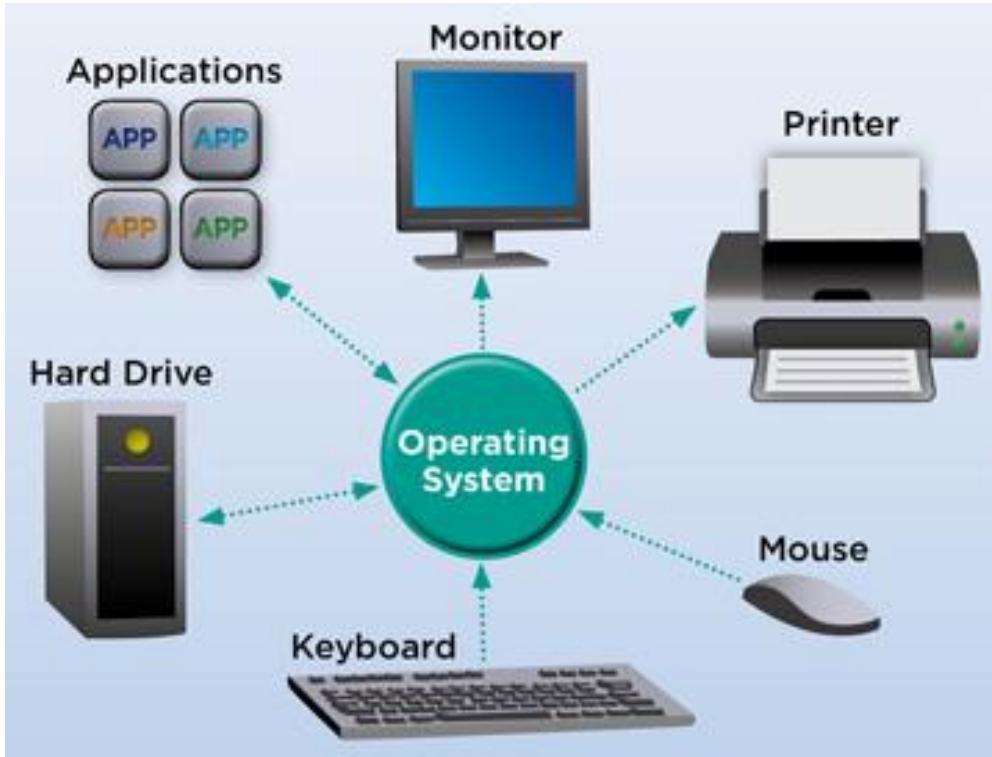 Monitor
Applications
APP APP
APP APP
Printer
Hard Drive
Operating
System
Mouse
Keyboard